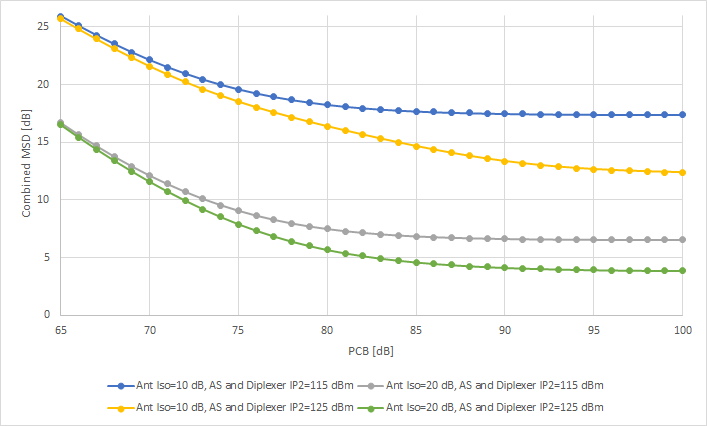 25
20
15
10
5
0
Combined MSD [dB]
65 70 75 80 85 90 95 100
PCB [dB]
Ant Iso=10 dB, AS and Diplexer IP2=115 dBm Ant Iso=20 dB, AS and Diplexer IP2=115 dBm
Ant Iso=10 dB, AS and Diplexer IP2=125 dBm Ant Iso=20 dB, AS and Diplexer IP2=125 dBm